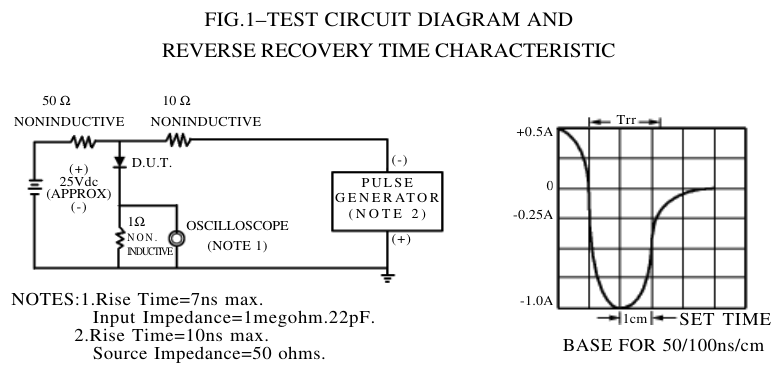 FIG.1–TEST CIRCUIT DIAGRAM AND
REVERSE RECOVERY TIME CHARACTERISTIC
50 Ω
NONINDUCTIVE
10 Ω
NONINDUCTIVE
(+)
25Vdc
(APPROX)
(-)
D.U.T.
1Ω
NON.
INDUCTIVE
OSCILLOSCOPE
(NOTE 1)
(-)
PULSE
GENERATOR
(NOTE 2)
(+)
NOTES:1.Rise Time=7ns max.
Input Impedance=1megohm.22pF.
2.Rise Time=10ns max.
Source Impedance=50 ohms.
Trr
+0.5A
0
-0.25A
-1.0A
1cm
SET TIME
BASE FOR 50/100ns/cm